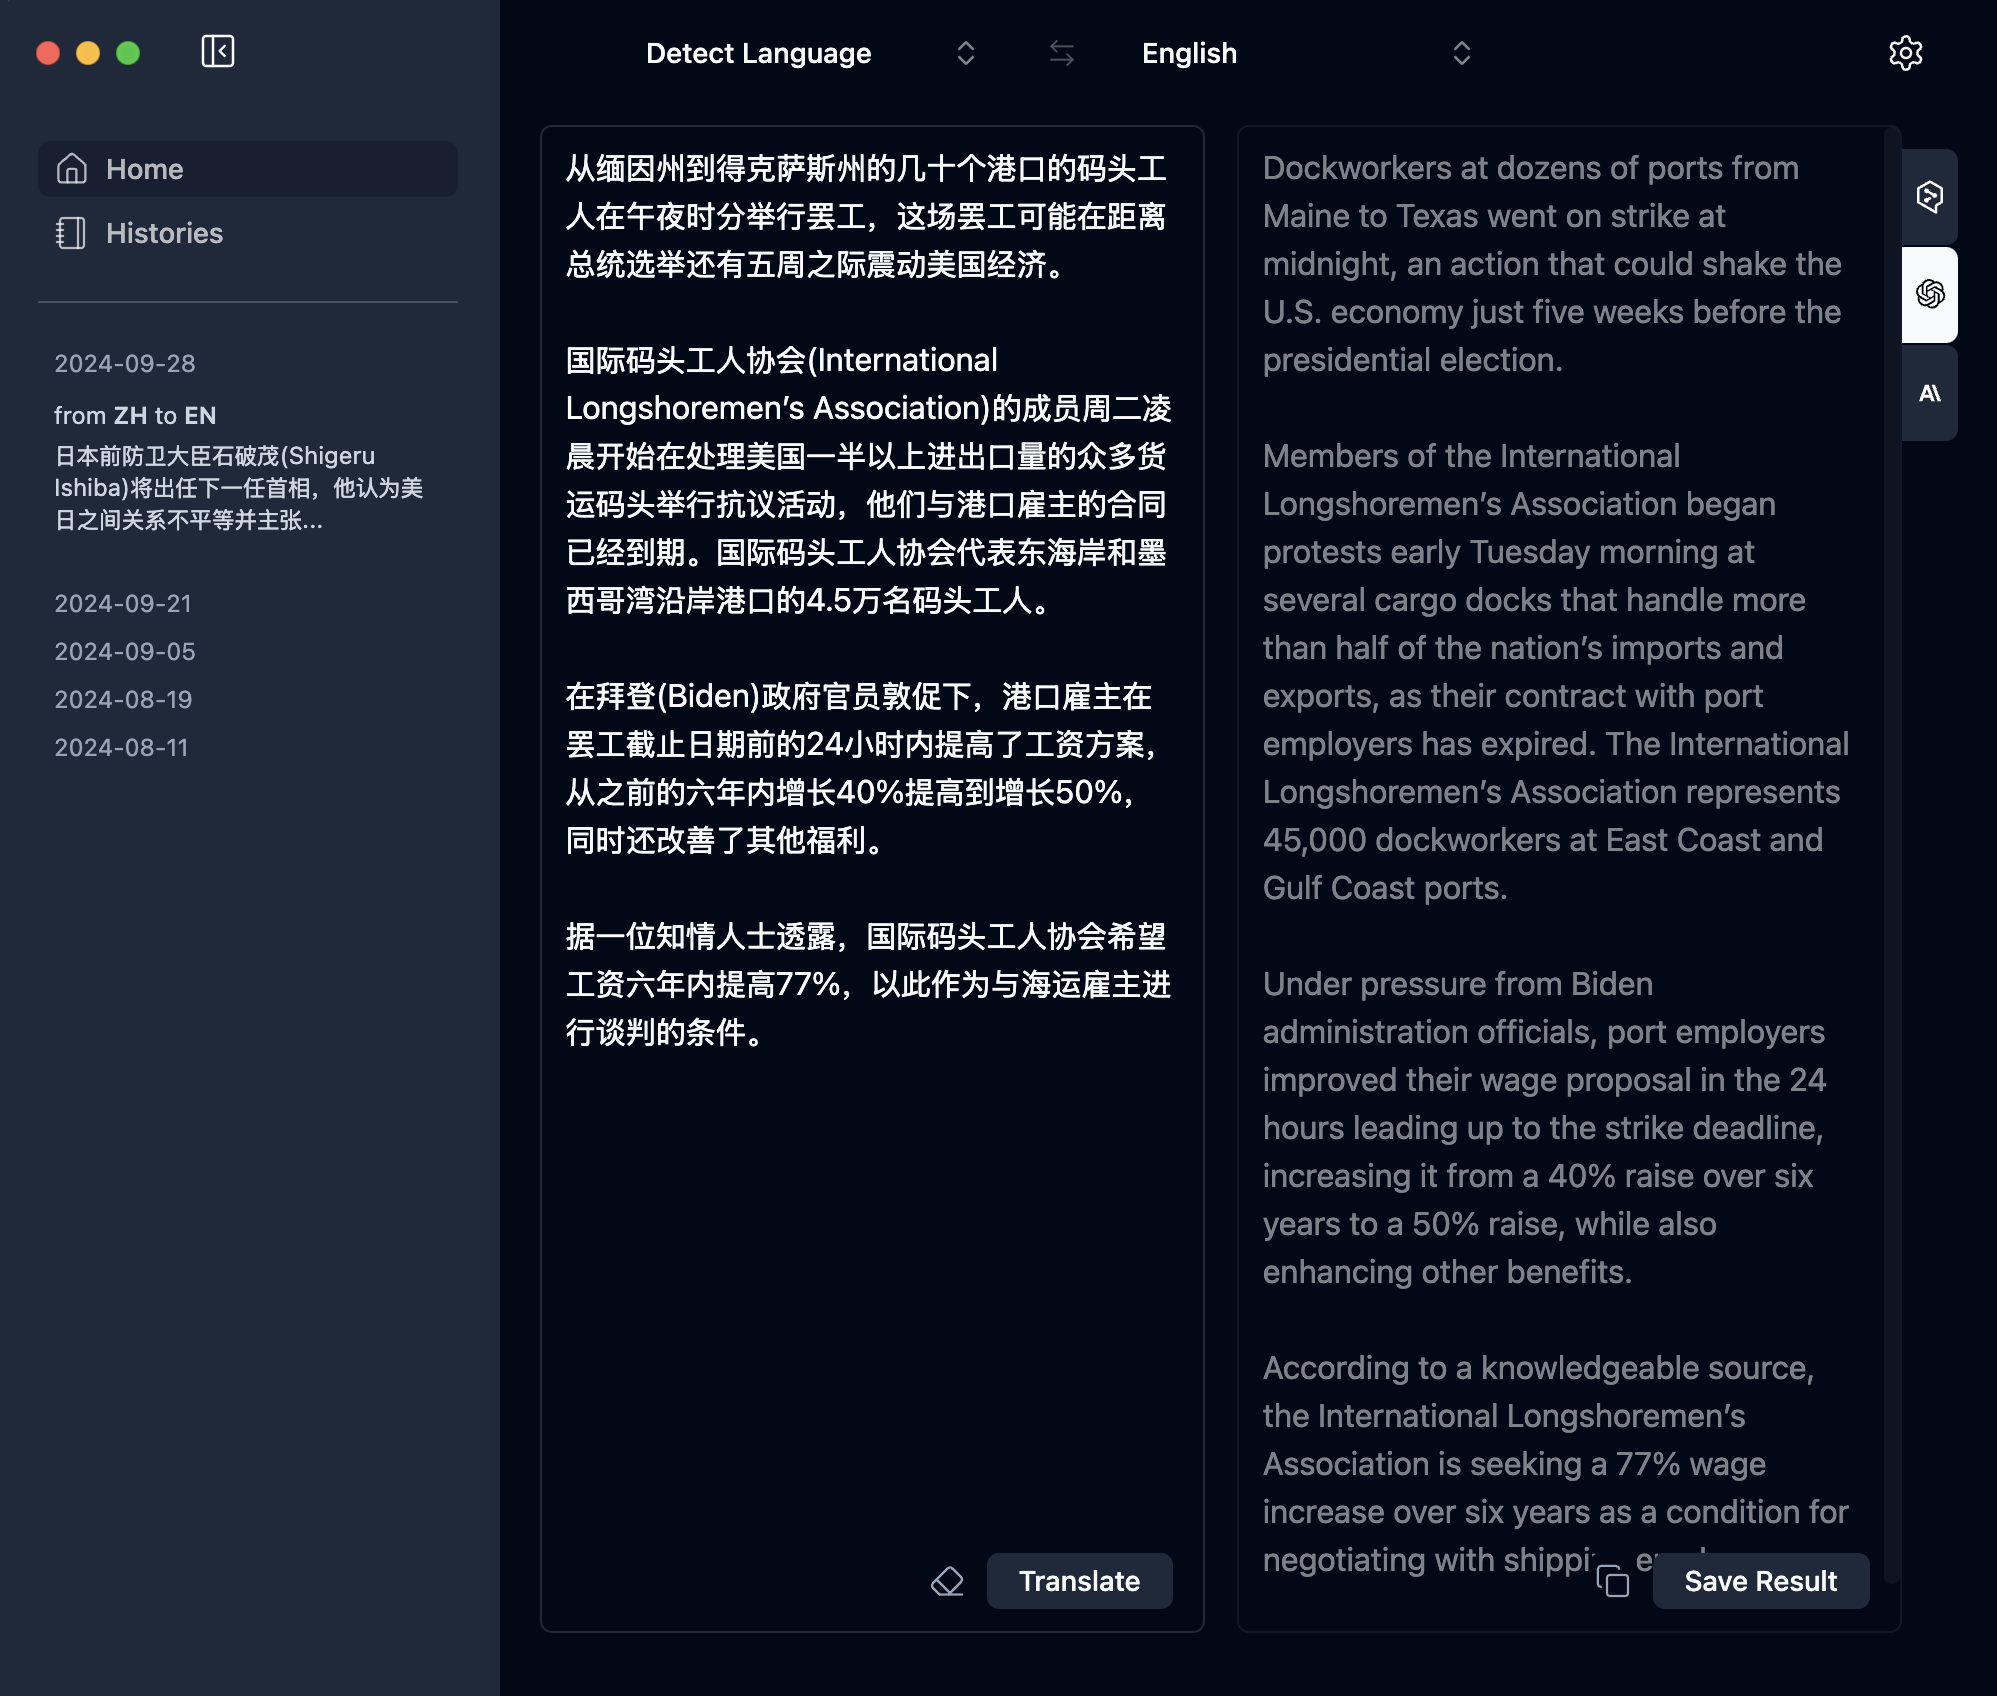 Detect Language
English
Home
Histories
2024-09-28
from ZH to EN
日本前防卫大臣石破茂(Shigeru
Ishiba)将出任下一任首相，他认为美
日之间关系不平等并主张...
2024-09-21
2024-09-05
2024-08-19
2024-08-11
从缅因州到得克萨斯州的几十个港口的码头工
人在午夜时分举行罢工，这场罢工可能在距离
总统选举还有五周之际震动美国经济。
国际码头工人协会(International
Longshoremen’s Association)的成员周二凌
晨开始在处理美国一半以上进出口量的众多货
运码头举行抗议活动，他们与港口雇主的合同
已经到期。国际码头工人协会代表东海岸和墨
西哥湾沿岸港口的4.5万名码头工人。
在拜登(Biden)政府官员敦促下，港口雇主在
罢工截止日期前的24小时内提高了工资方案，
从之前的六年内增长40%提高到增长50%，
同时还改善了其他福利。
据一位知情人士透露，国际码头工人协会希望
工资六年内提高77%，以此作为与海运雇主进
行谈判的条件。
Translate
Dockworkers at dozens of ports from
Maine to Texas went on strike at
midnight, an action that could shake the
U.S. economy just five weeks before the
presidential election.
Members of the International
Longshoremen’s Association began
protests early Tuesday morning at
several cargo docks that handle more
than half of the nation’s imports and
exports, as their contract with port
employers has expired. The International
Longshoremen’s Association represents
45,000 dockworkers at East Coast and
Gulf Coast ports.
Under pressure from Biden
administration officials, port employers
improved their wage proposal in the 24
hours leading up to the strike deadline,
increasing it from a 40% raise over six
years to a 50% raise, while also
enhancing other benefits.
According to a knowledgeable source,
the International Longshoremen’s
Association is seeking a 77% wage
increase over six years as a condition for
negotiating with
Save Result